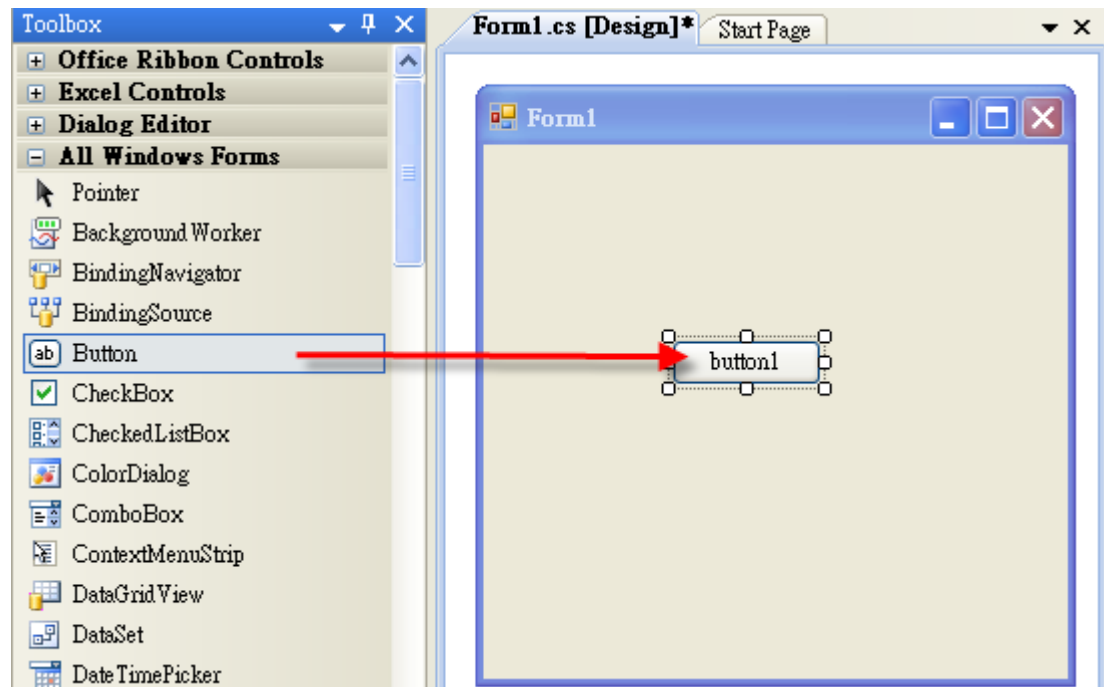 Toolbox
Office Ribbon Controls
Excel Controls
Dialog Editor
All Windows Forms
Pointer
BackgroundWorker
BindingNavigator
BindingSource
ab Button
CheckBox
CheckedListBox
ColorDialog
ComboBox
ContextMenuStrip
DataGridView
DataSet
DateTimePicker
Form1.cs [Design]* Start Page
Form1
button1